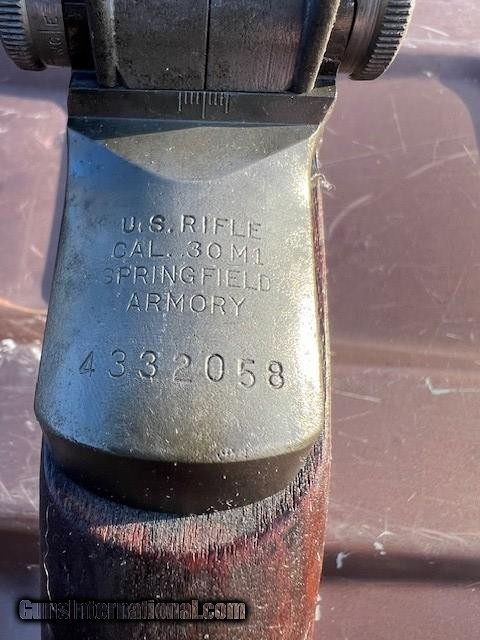 U.S. RIFLE
CAL. .30 M1
SPRINGFIELD
ARMORY
4332058
GunsInternational.com